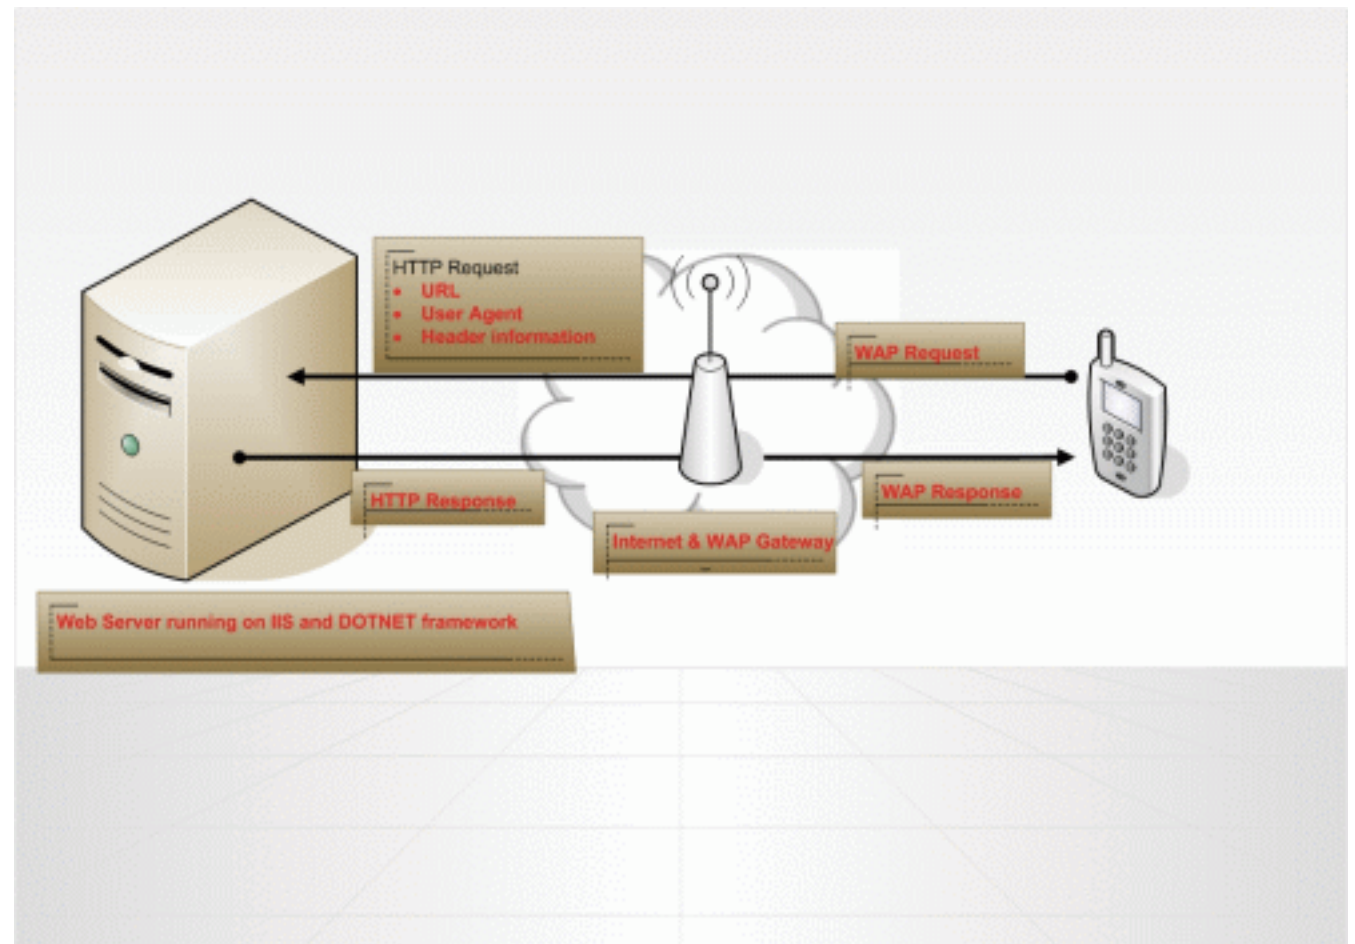 HTTP Request
• URL
• User Agent
• Header information
WAP Request
HTTP Response
WAP Response
Internet & WAP Gateway
Web Server running on IIS and DOTNET framework